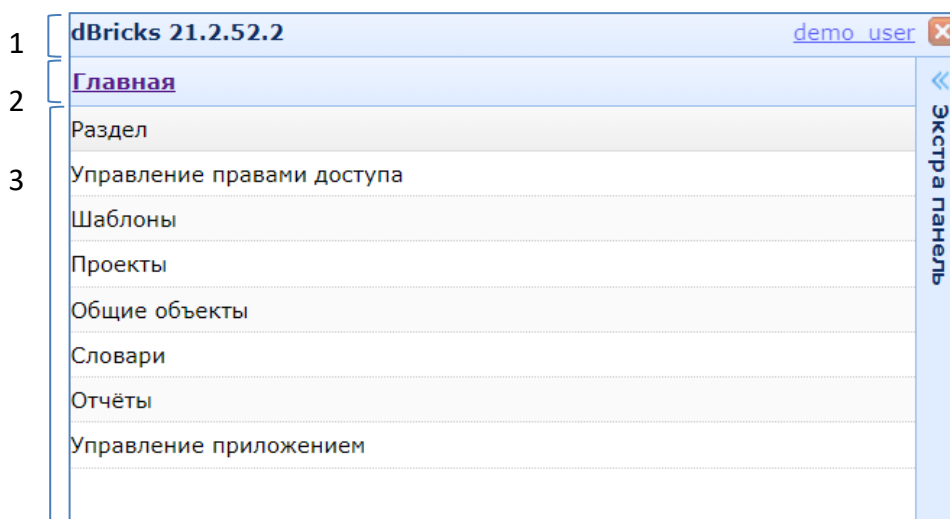 1
dBricks 21.2.52.2 demo_user
2
Главная
3
Раздел
Управление правами доступа
Шаблоны
Проекты
Общие объекты
Словари
Отчёты
Управление приложением
Экстра панель